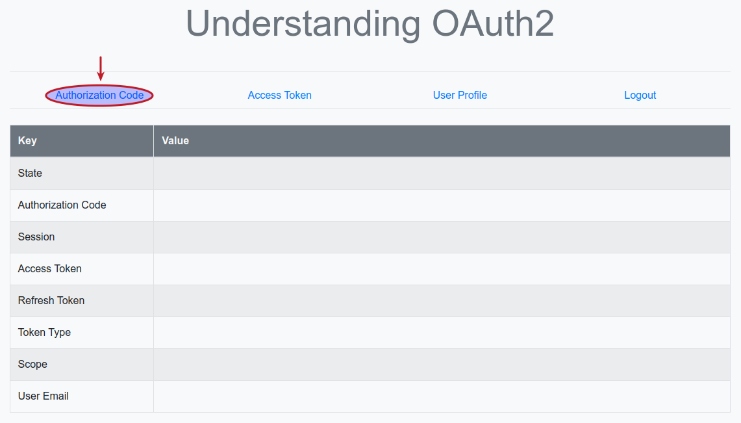 Understanding OAuth2
Authorization Code Access Token User Profile Logout
Key Value
State
Authorization Code
Session
Access Token
Refresh Token
Token Type
Scope
User Email